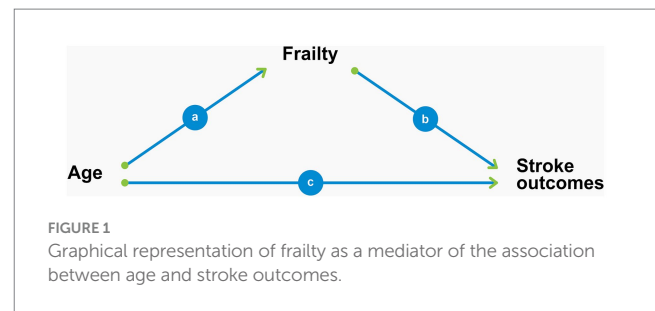 Frailty
a
b
Age
c
Stroke
outcomes
FIGURE 1
Graphical representation of frailty as a mediator of the association
between age and stroke outcomes.